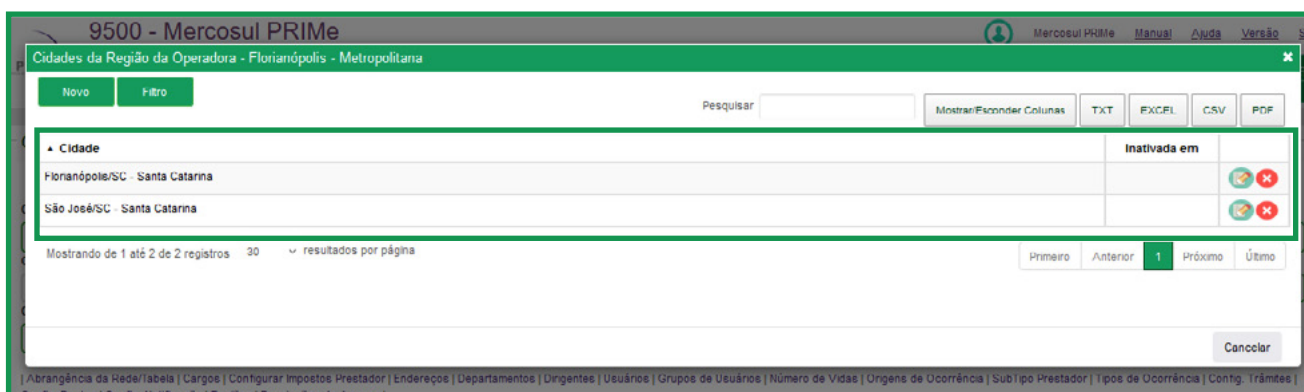 9500 - Mercosul PRIMe
Mercosul PRIMe Manual Ajuda Versão
Cidades da Região da Operadora - Florianópolis - Metropolitana
Novo Filtro
Pesquisar Mostrar/Esconder Colunas TXT EXCEL CSV PDF
Cidade Inativada em
Florianópolis/SC - Santa Catarina
São José/SC - Santa Catarina
Mostrando de 1 até 2 de 2 registros 30 resultados por página
Primeiro Anterior 1 Próximo Último
Cancelar
| Abrangência da Rede/Tabela | Cargos | Configurar Impostos Prestador | Endereços | Departamentos | Dirigentes | Usuários | Grupos de Usuários | Número de Vidas | Origens de Ocorrência | SubTipo Prestador | Tipos de Ocorrência | Config. Trâmites |